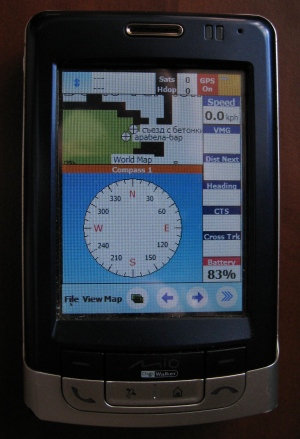 Sats 0 GPS
Hdop 0 On
Speed
0.0 kph
съезд с бетонки
арабела-бар
VMG
World Map
Dist Next
Compass 1
Heading
N
330 30
300 60
CTS
W E
Cross Trk
240 120
210 150
S
Battery
83%
File View Map
Mio
DigiWalker